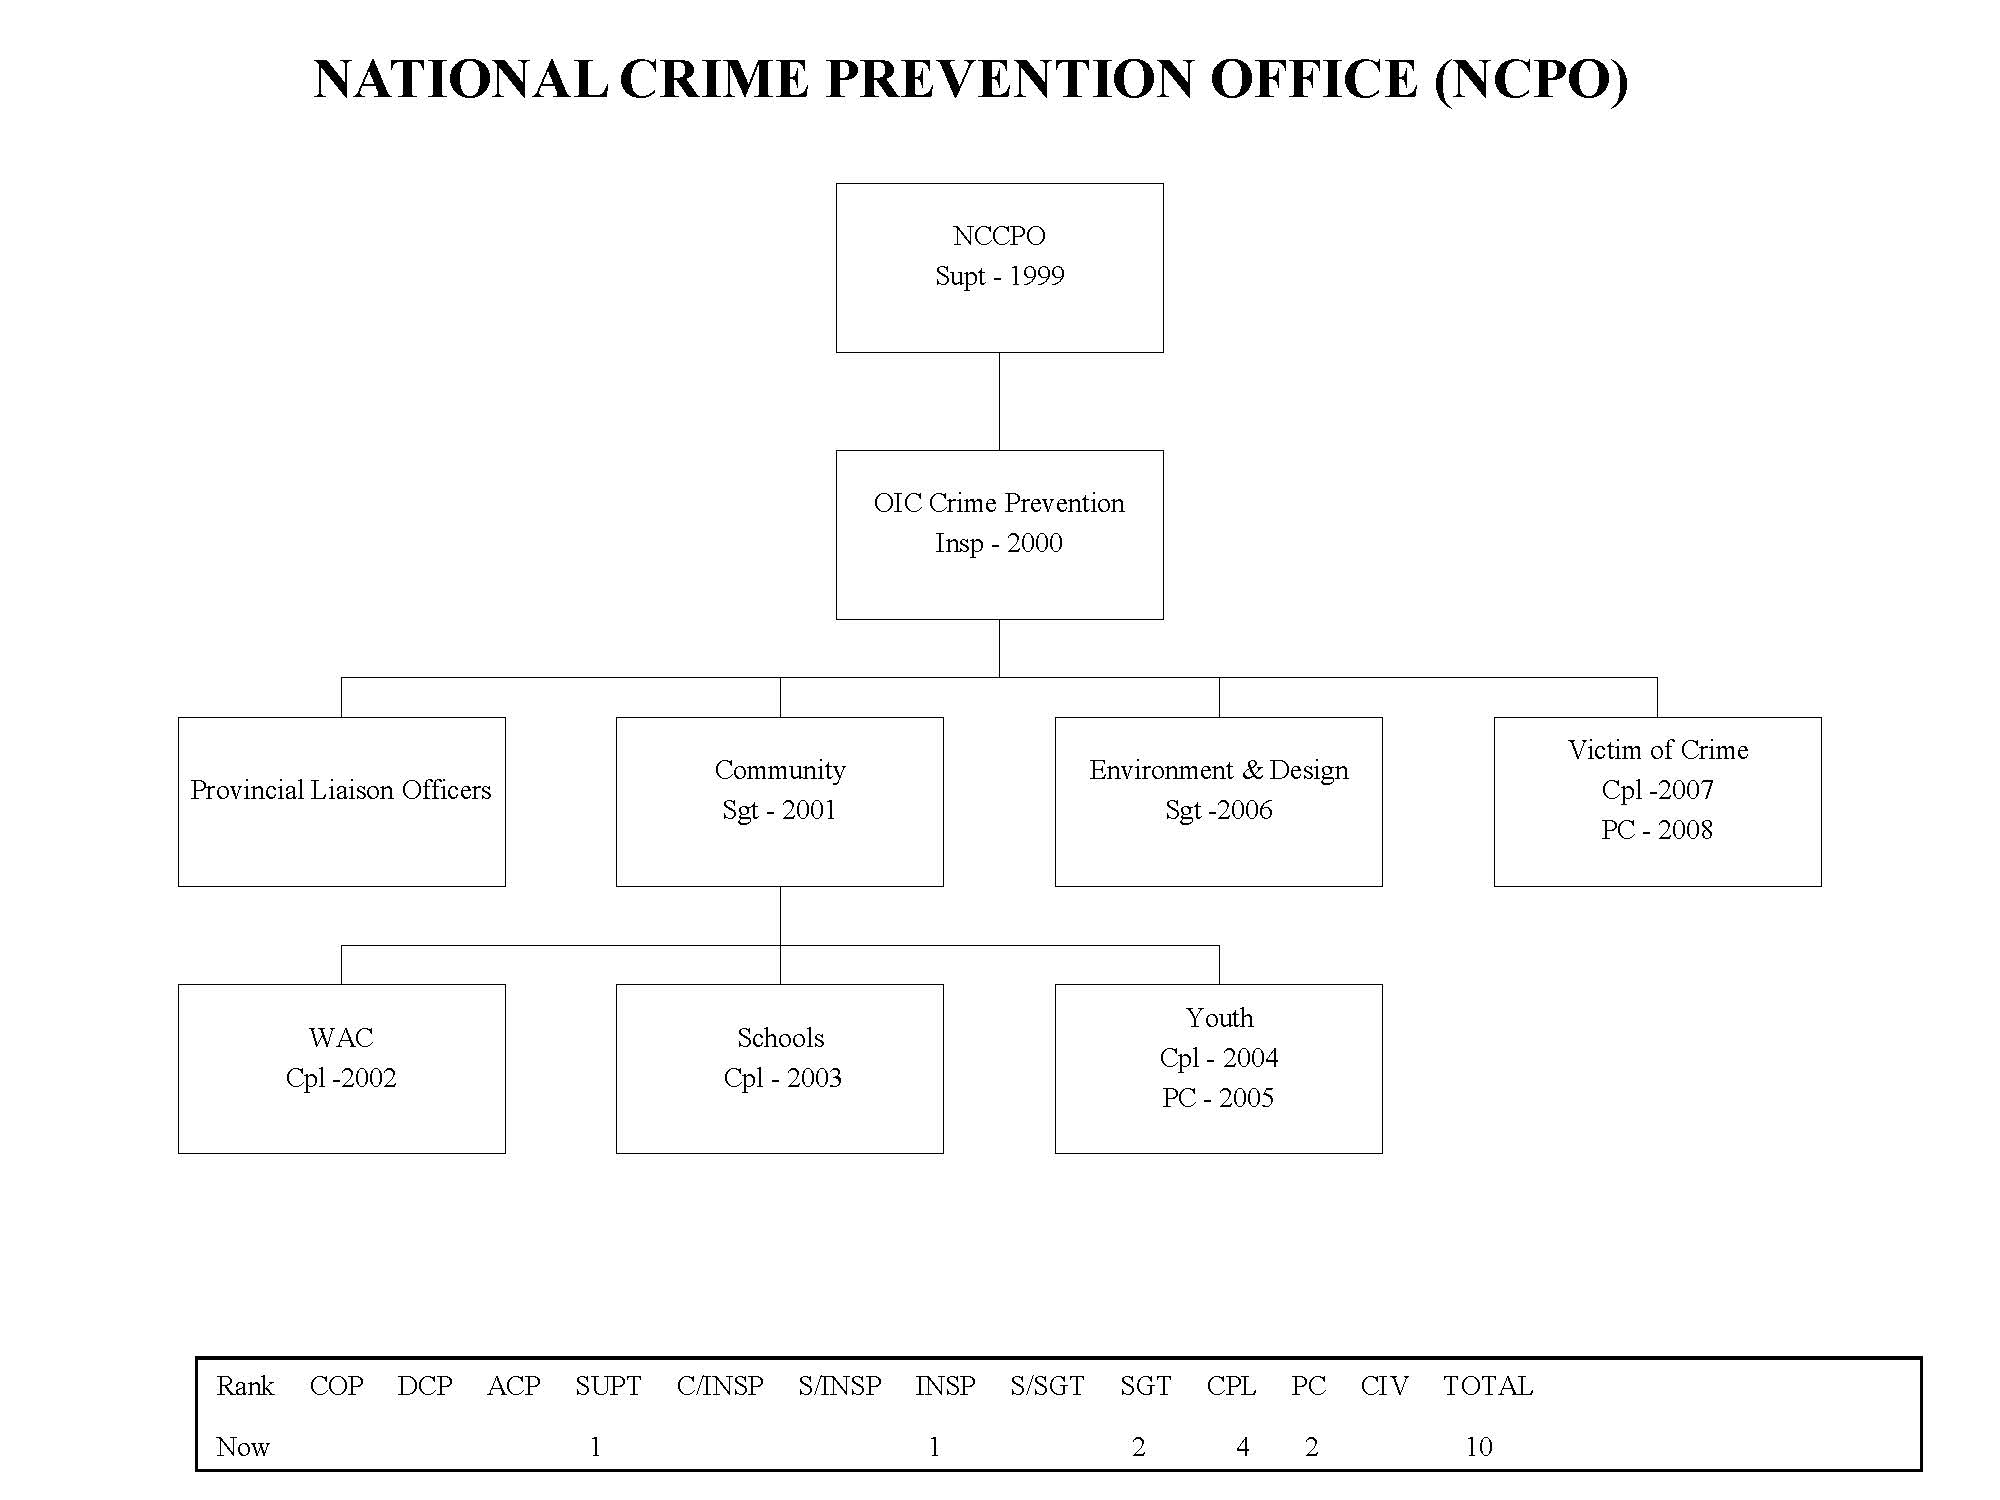 NATIONAL CRIME PREVENTION OFFICE (NCPO)
NCCPO
Supt - 1999
OIC Crime Prevention
Insp - 2000
Provincial Liaison Officers
Community
Sgt - 2001
Environment & Design
Sgt -2006
Victim of Crime
Cpl -2007
PC - 2008
WAC
Cpl -2002
Schools
Cpl - 2003
Youth
Cpl - 2004
PC - 2005
Rank COP DCP ACP SUPT C/INSP S/INSP INSP S/SGT SGT CPL PC CIV TOTAL
Now 1 1 2 4 2 10